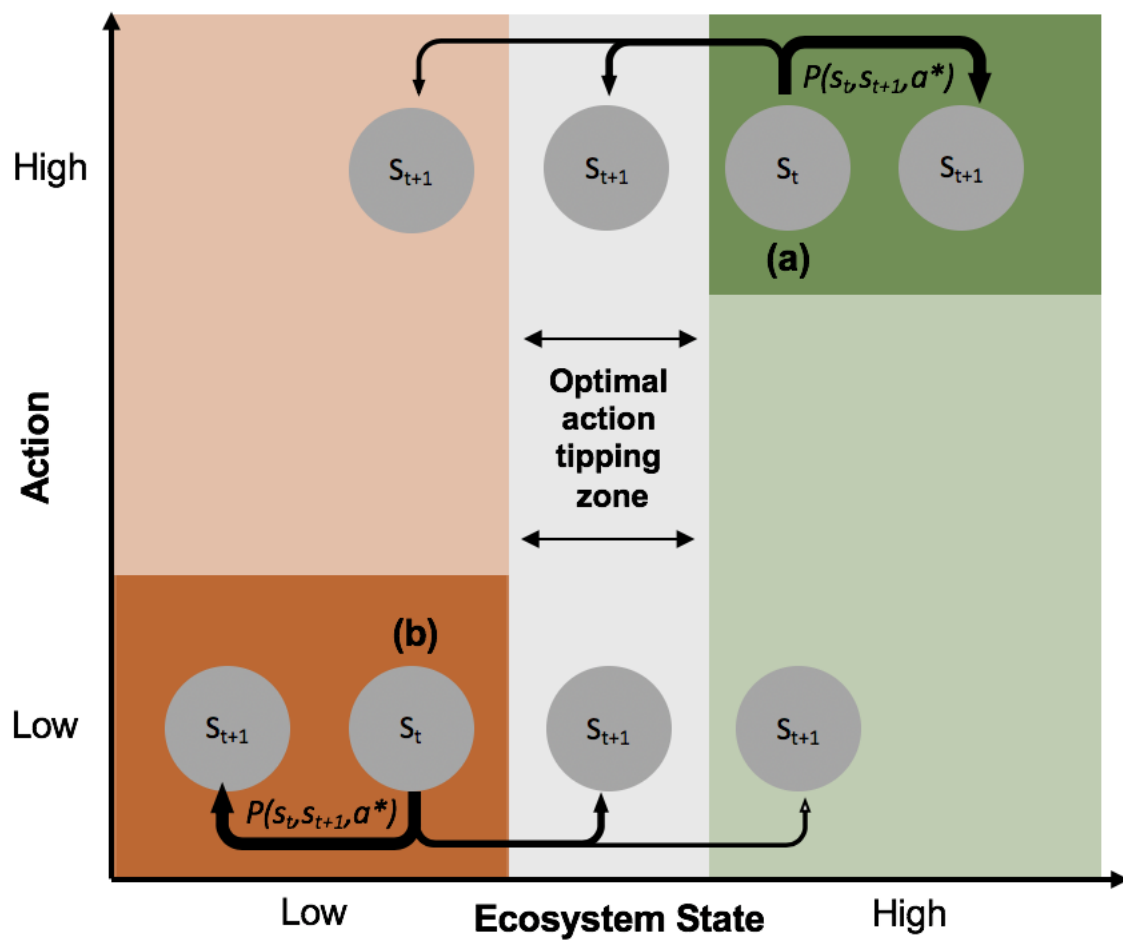 P(sₜ,sₜ₊₁,a*)
High
Sₜ₊₁
Sₜ₊₁
Sₜ
Sₜ₊₁
(a)
Optimal
action
tipping
zone
Action
(b)
Low
Sₜ₊₁
Sₜ
Sₜ₊₁
Sₜ₊₁
P(sₜ,sₜ₊₁,a*)
Low
Ecosystem State
High